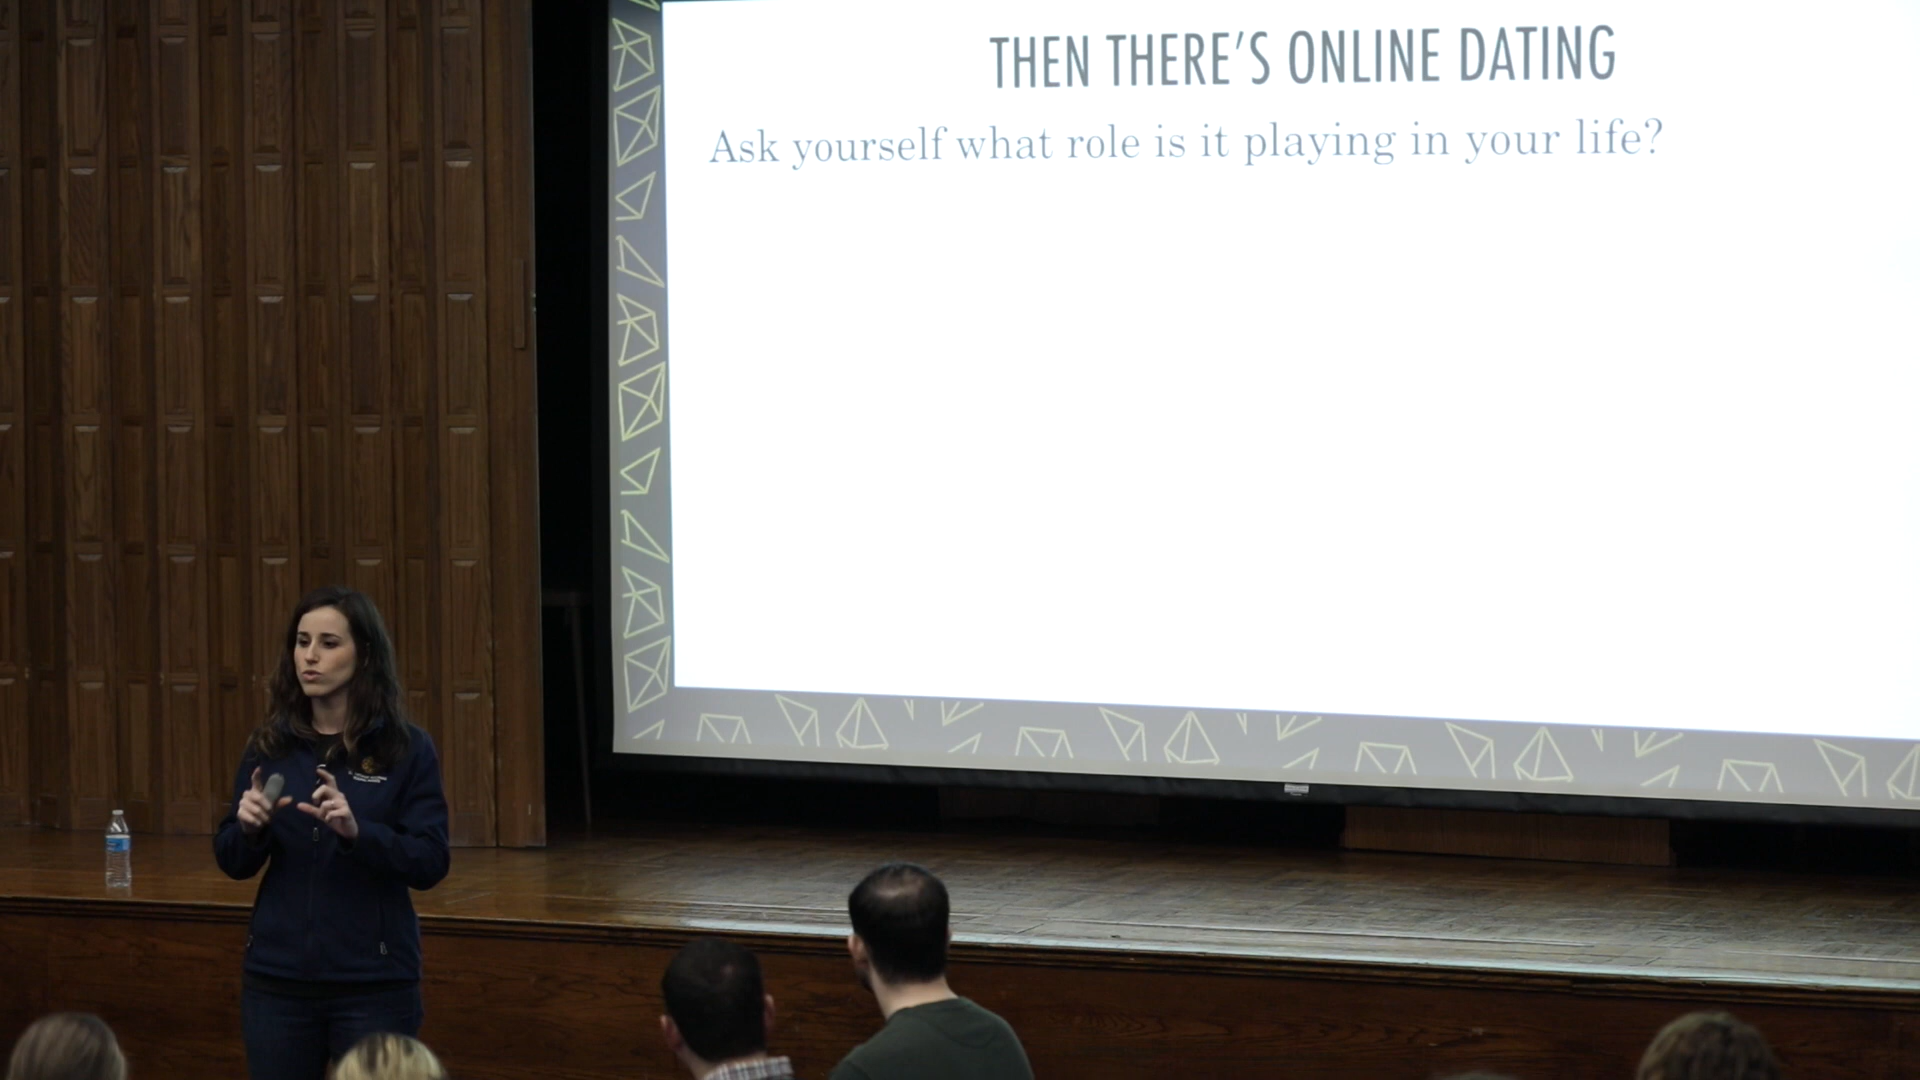 THEN THERE'S ONLINE DATING
Ask yourself what role is it playing in your life?